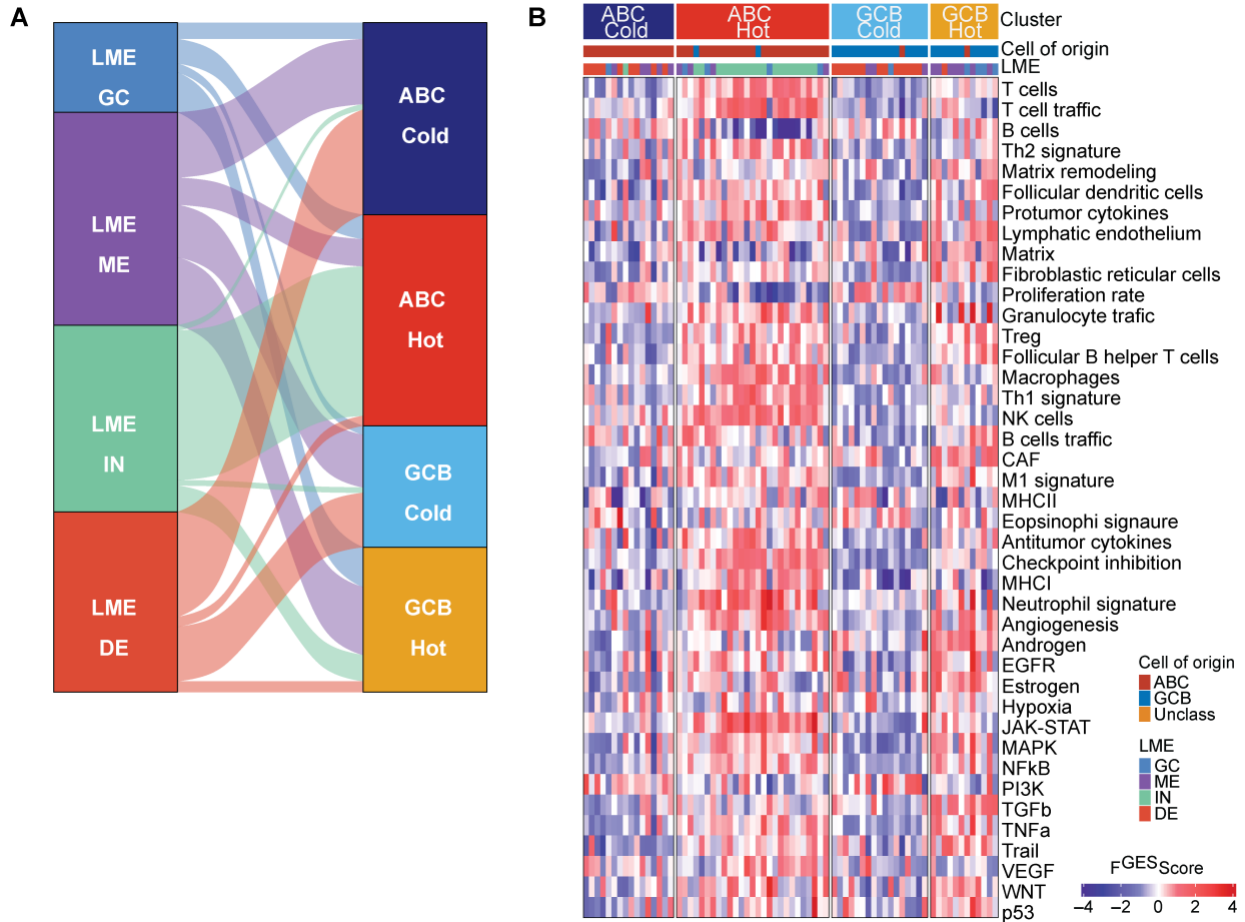 A
LME
GC
LME
ME
LME
IN
LME
DE
ABC
Cold
ABC
Hot
GCB
Cold
GCB
Hot
B
ABC
Cold
ABC
Hot
GCB
Cold
GCB
Hot
Cluster
Cell of origin
LME
T cells
T cell traffic
B cells
Th2 signature
Matrix remodeling
Follicular dendritic cells
Protumor cytokines
Lymphatic endothelium
Matrix
Fibroblastic reticular cells
Proliferation rate
Granulocyte trafic
Treg
Follicular B helper T cells
Macrophages
Th1 signature
NK cells
B cells traffic
CAF
M1 signature
MHCII
Eopsinophi signaure
Antitumor cytokines
Checkpoint inhibition
MHCI
Neutrophil signature
Angiogenesis
Androgen
EGFR
Estrogen
Hypoxia
JAK-STAT
MAPK
NFkB
PI3K
TGFb
TNFa
Trail
VEGF
WNT
p53
Cell of origin
ABC
GCB
Unclass
LME
GC
ME
IN
DE
FGES Score
−4 −2 0 2 4